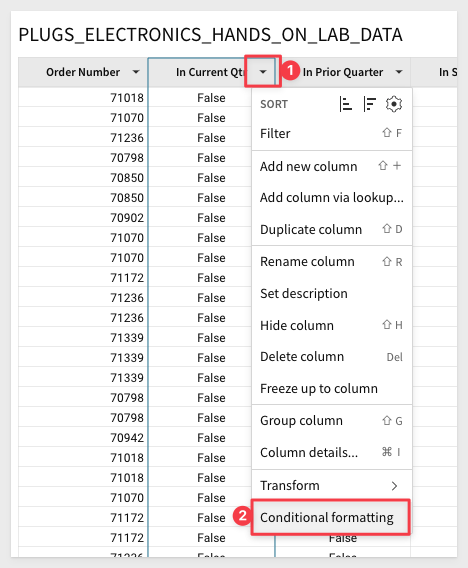 PLUGS_ELECTRONICS_HANDS_ON_LAB_DATA
Order Number In Current Qt 1 In Prior Quarter In S
71018 False SORT
71070 False Filter ⇧ F
71236 False
70798 False Add new column ⇧ +
70850 False
70850 False Add column via lookup...
70902 False
71070 False Duplicate column ⇧ D
71070 False Rename column ⇧ R
71172 False
71236 False Set description
71236 False Hide column ⇧ H
71339 False
71339 False Delete column Del
71339 False
70798 False Freeze up to column
70798 False
70942 False Group column ⇧ G
71018 False Column details... ⌘ I
71018 False
71070 False Transform
71172 False 2 Conditional formatting
71172 False False
71236 False False